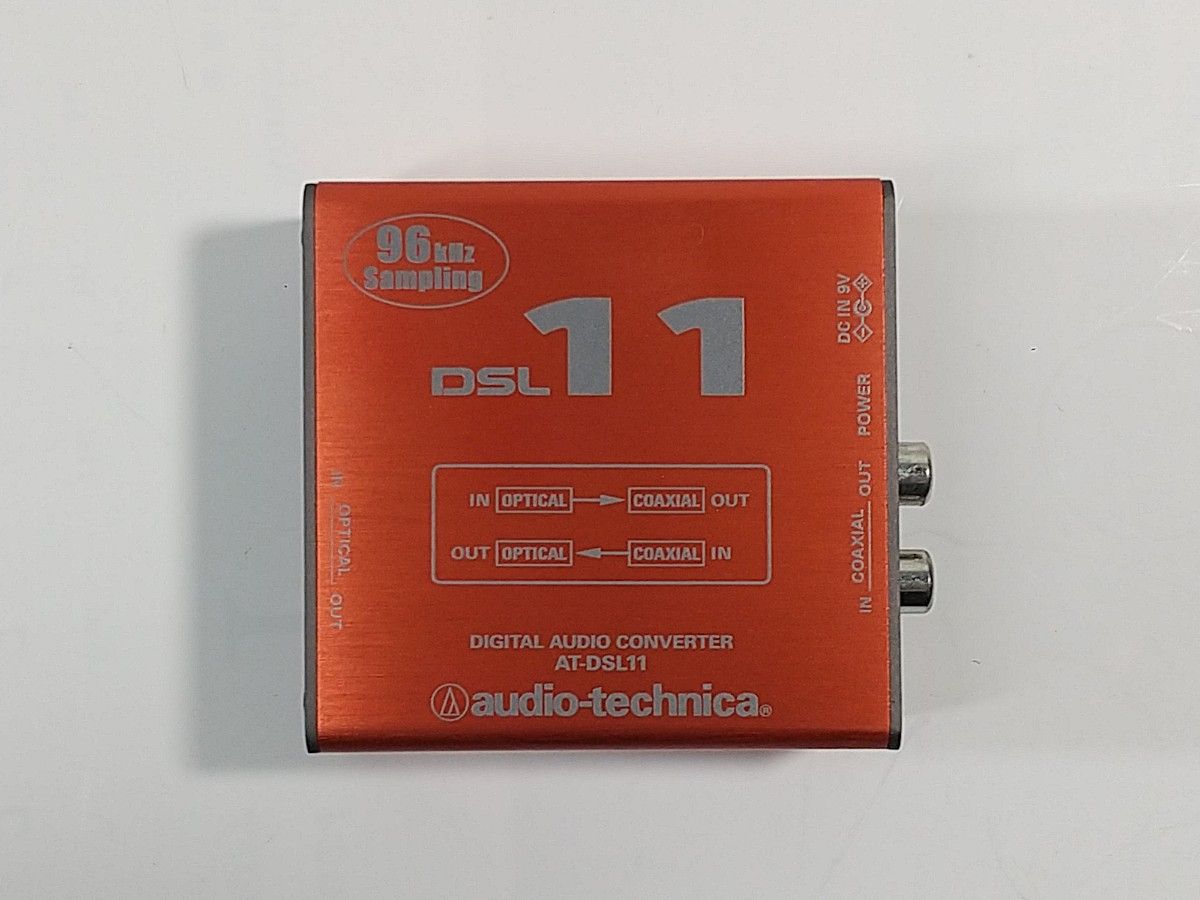 96kHz
Sampling
DSL11
IN OPTICAL COAXIAL OUT
OUT OPTICAL COAXIAL IN
DIGITAL AUDIO CONVERTER
AT-DSL11
audio-technica®
IN OPTICAL OUT
IN COAXIAL OUT POWER DC IN 9V